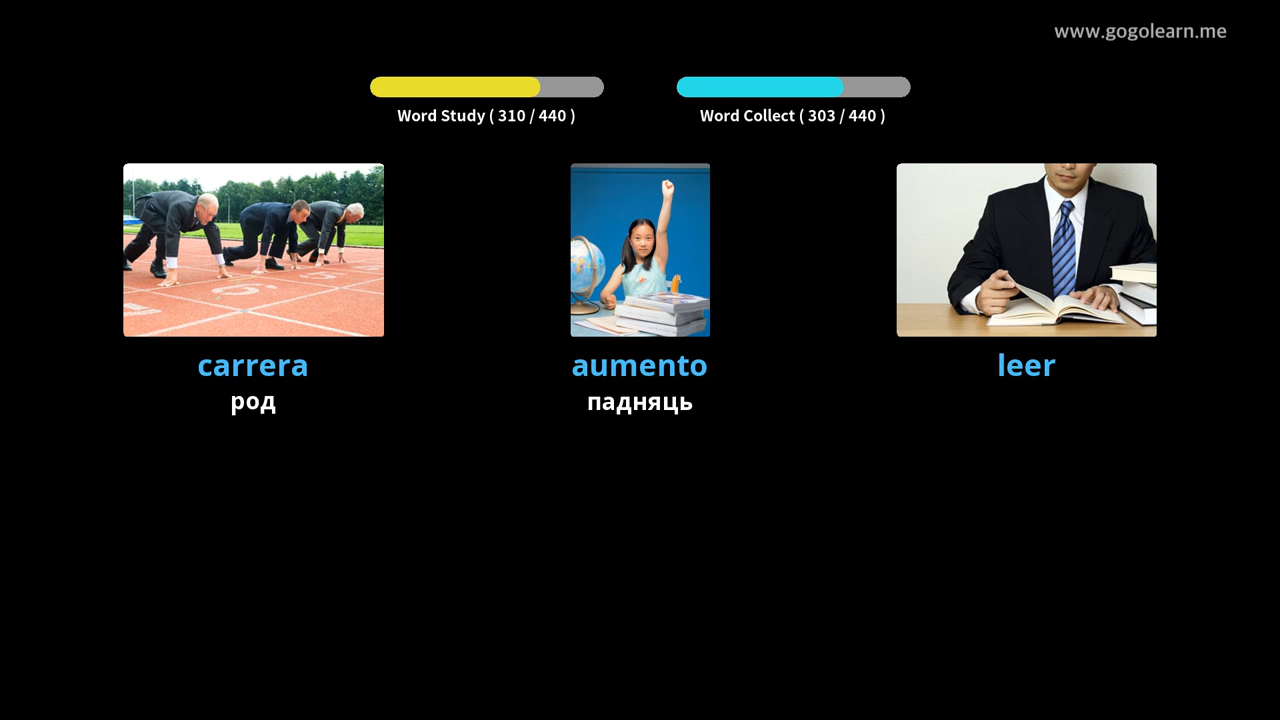 www.gogolearn.me
Word Study ( 310 / 440 )
Word Collect ( 303 / 440 )
carrera
aumento
leer
род
падняць